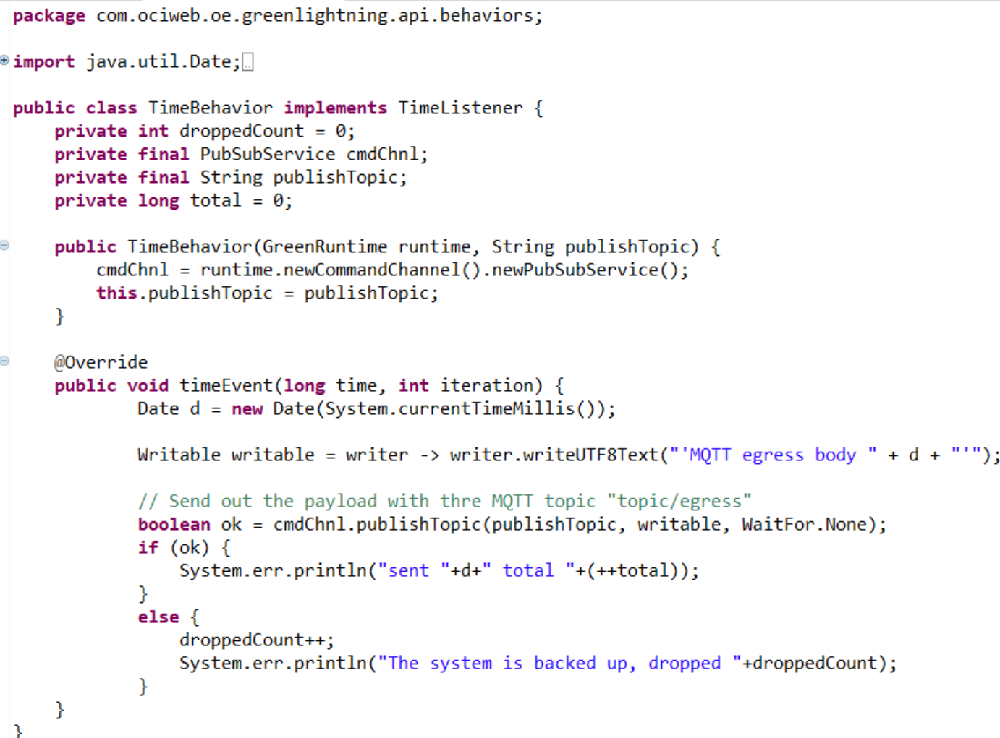 package com.ociweb.oe.greenlightning.api.behaviors;
import java.util.Date;
public class TimeBehavior implements TimeListener {
private int droppedCount = 0;
private final PubSubService cmdChnl;
private final String publishTopic;
private long total = 0;
public TimeBehavior(GreenRuntime runtime, String publishTopic) {
cmdChnl = runtime.newCommandChannel().newPubSubService();
this.publishTopic = publishTopic;
}
@Override
public void timeEvent(long time, int iteration) {
Date d = new Date(System.currentTimeMillis());
Writable writable = writer -> writer.writeUTF8Text("'MQTT egress body " + d + "'");
// Send out the payload with thre MQTT topic "topic/egress"
boolean ok = cmdChnl.publishTopic(publishTopic, writable, WaitFor.None);
if (ok) {
System.err.println("sent "+d+" total "+(++total));
}
else {
droppedCount++;
System.err.println("The system is backed up, dropped "+droppedCount);
}
}
}